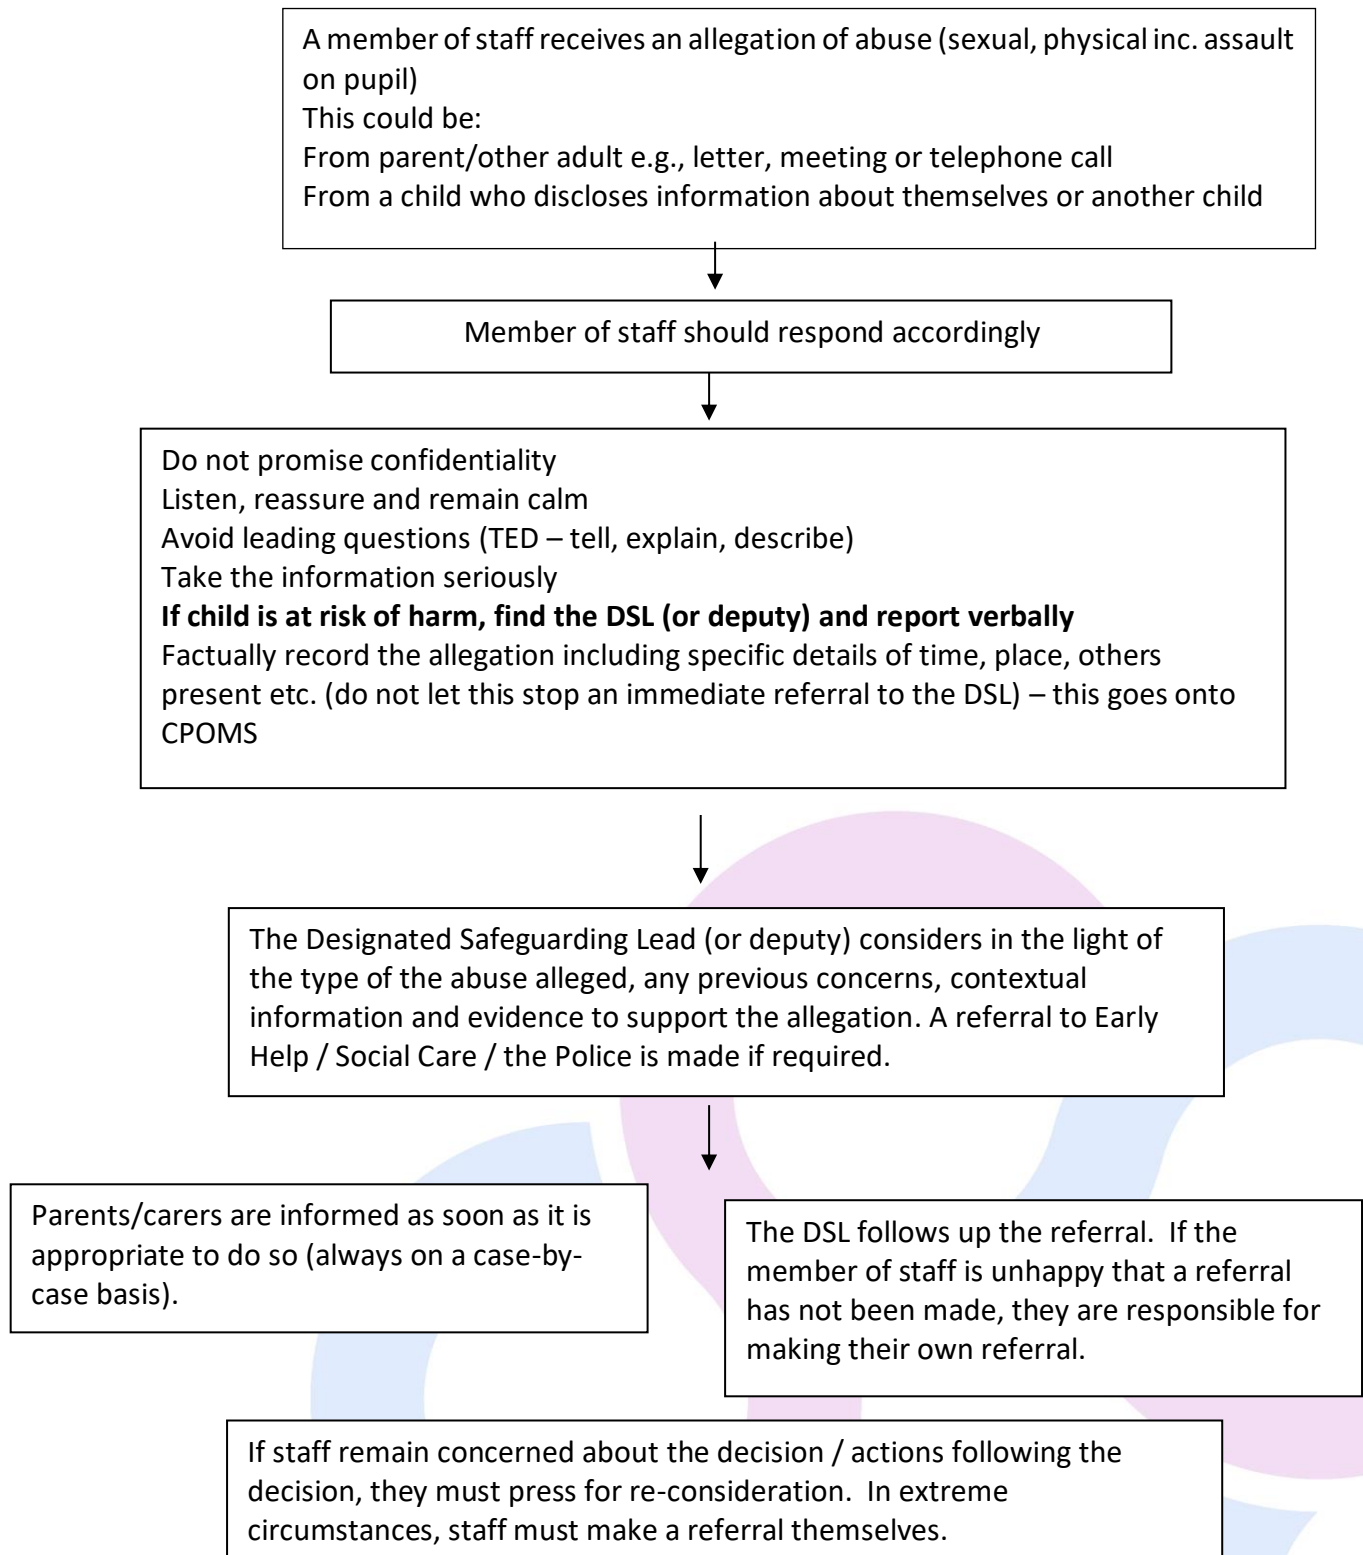 A member of staff receives an allegation of abuse (sexual, physical inc. assault
on pupil)
This could be:
From parent/other adult e.g., letter, meeting or telephone call
From a child who discloses information about themselves or another child
Member of staff should respond accordingly
Do not promise confidentiality
Listen, reassure and remain calm
Avoid leading questions (TED – tell, explain, describe)
Take the information seriously
If child is at risk of harm, find the DSL (or deputy) and report verbally
Factually record the allegation including specific details of time, place, others
present etc. (do not let this stop an immediate referral to the DSL) – this goes onto
CPOMS
The Designated Safeguarding Lead (or deputy) considers in the light of
the type of the abuse alleged, any previous concerns, contextual
information and evidence to support the allegation. A referral to Early
Help / Social Care / the Police is made if required.
Parents/carers are informed as soon as it is
appropriate to do so (always on a case-by-
case basis).
The DSL follows up the referral.  If the
member of staff is unhappy that a referral
has not been made, they are responsible for
making their own referral.
If staff remain concerned about the decision / actions following the
decision, they must press for re-consideration.  In extreme
circumstances, staff must make a referral themselves.